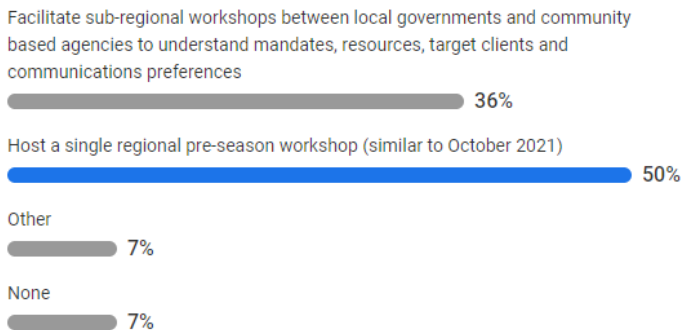 Facilitate sub-regional workshops between local governments and community
based agencies to understand mandates, resources, target clients and
communications preferences
36%
Host a single regional pre-season workshop (similar to October 2021)
50%
Other
7%
None
7%